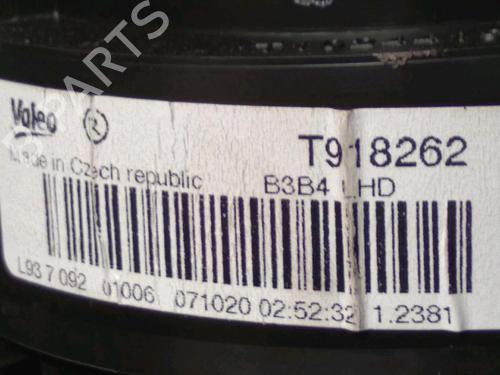 Valeo R T918262
Made in Czech republic B3B4 LHD
L93 7 092 01006 071020 02:52:32 1.2381